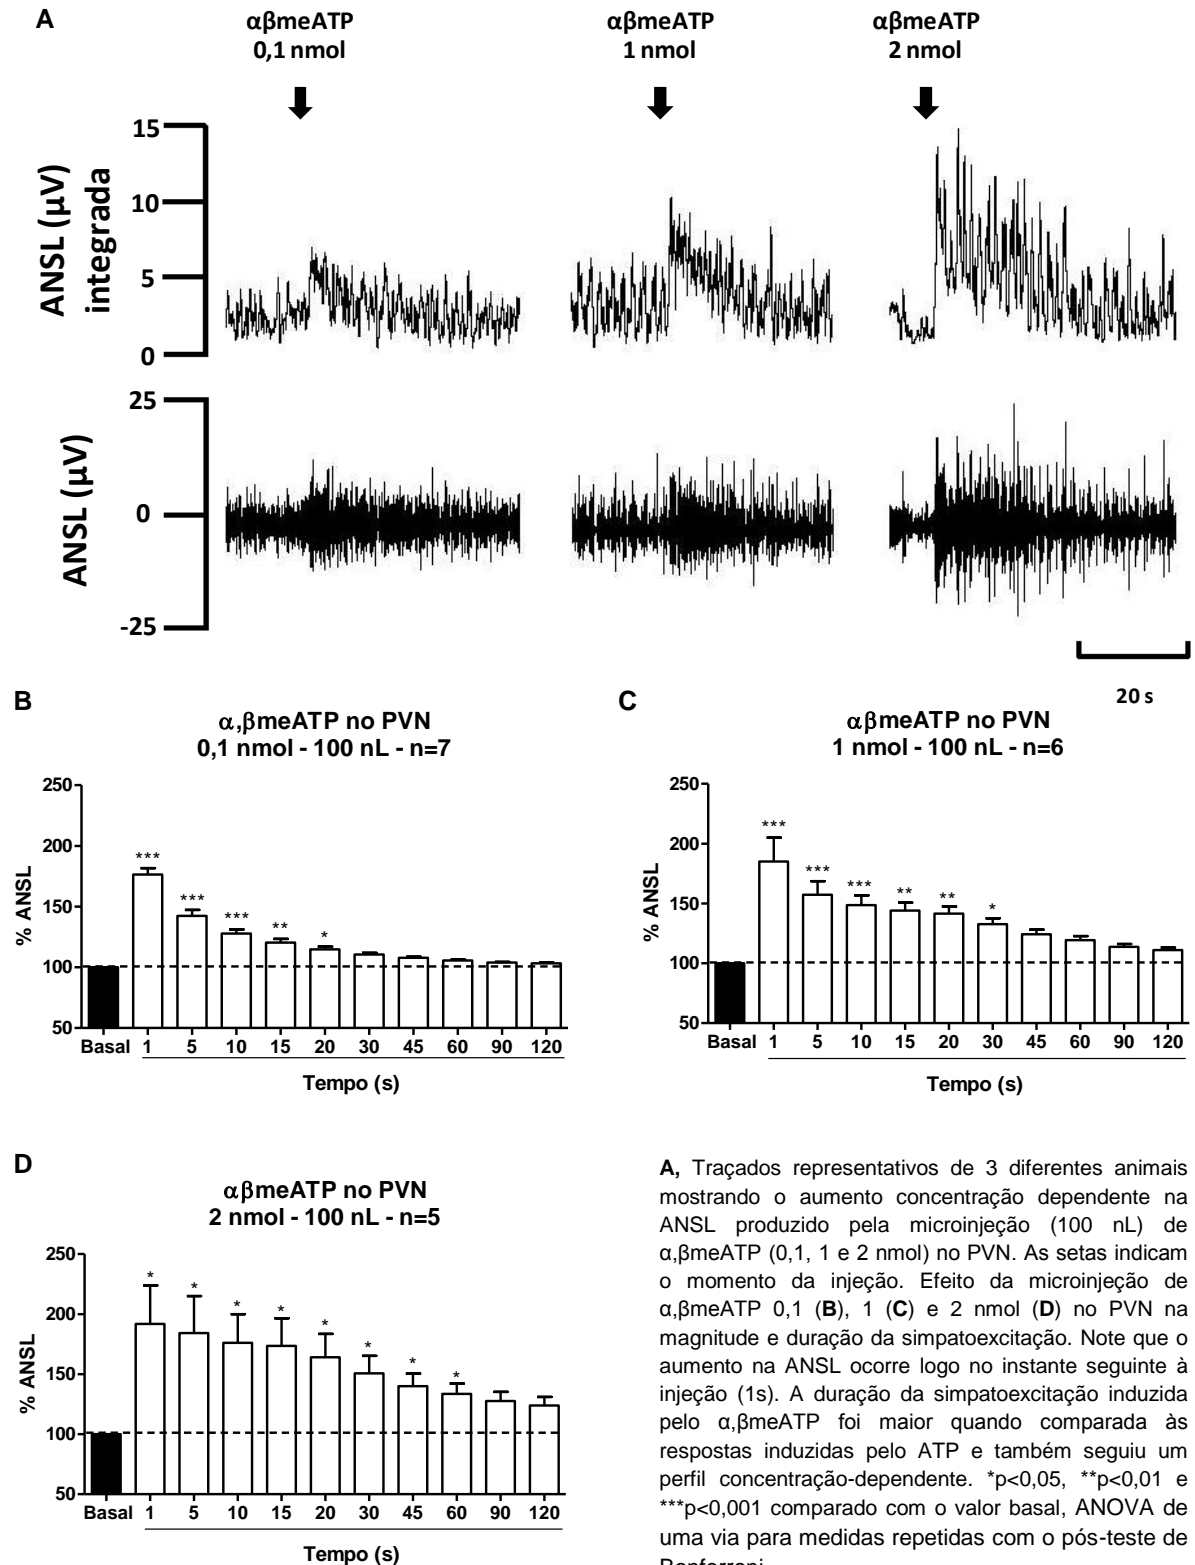 A
αβmeATP
0,1 nmol
αβmeATP
1 nmol
αβmeATP
2 nmol
ANSL (µV)
integrada
15
10
5
0
ANSL (µV)
25
0
-25
20 s
B
α,βmeATP no PVN
0,1 nmol - 100 nL - n=7
% ANSL
250
200
150
100
50
***
***
***
**
*
Basal 1 5 10 15 20 30 45 60 90 120
Tempo (s)
C
αβmeATP no PVN
1 nmol - 100 nL - n=6
% ANSL
250
200
150
100
50
***
***
***
**
**
*
Basal 1 5 10 15 20 30 45 60 90 120
Tempo (s)
D
αβmeATP no PVN
2 nmol - 100 nL - n=5
% ANSL
250
200
150
100
50
*
*
*
*
*
*
*
*
Basal 1 5 10 15 20 30 45 60 90 120
Tempo (s)
A, Traçados representativos de 3 diferentes animais
mostrando o aumento concentração dependente na
ANSL produzido pela microinjeção (100 nL) de
α,βmeATP (0,1, 1 e 2 nmol) no PVN. As setas indicam
o momento da injeção. Efeito da microinjeção de
α,βmeATP 0,1 (B), 1 (C) e 2 nmol (D) no PVN na
magnitude e duração da simpatoexcitação. Note que o
aumento na ANSL ocorre logo no instante seguinte à
injeção (1s). A duração da simpatoexcitação induzida
pelo α,βmeATP foi maior quando comparada às
respostas induzidas pelo ATP e também seguiu um
perfil concentração-dependente. *p<0,05, **p<0,01 e
***p<0,001 comparado com o valor basal, ANOVA de
uma via para medidas repetidas com o pós-teste de